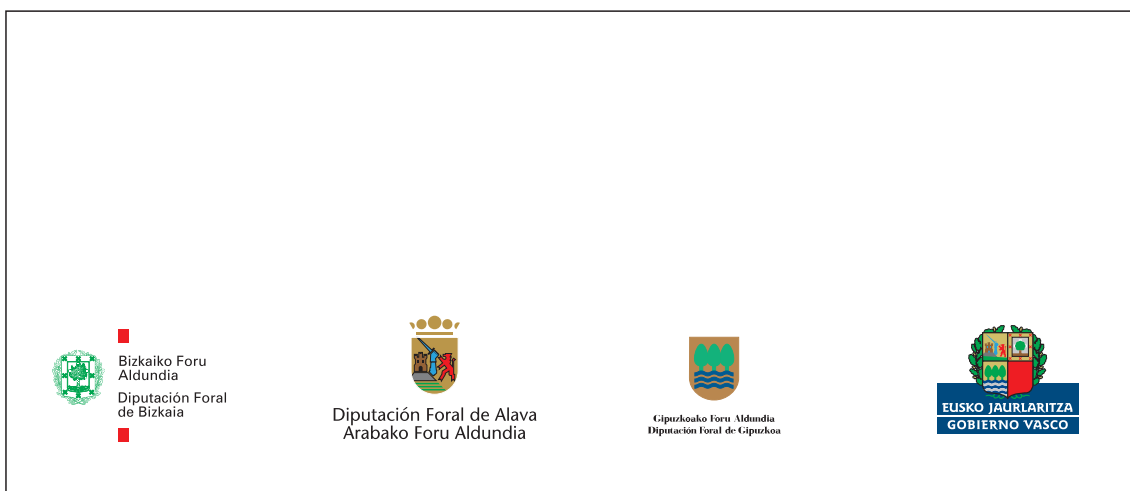 Bizkaiko Foru
Aldundia
Diputación Foral
de Bizkaia
Diputación Foral de Alava
Arabako Foru Aldundia
Gipuzkoako Foru Aldundia
Diputación Foral de Gipuzkoa
EUSKO JAURLARITZA
GOBIERNO VASCO